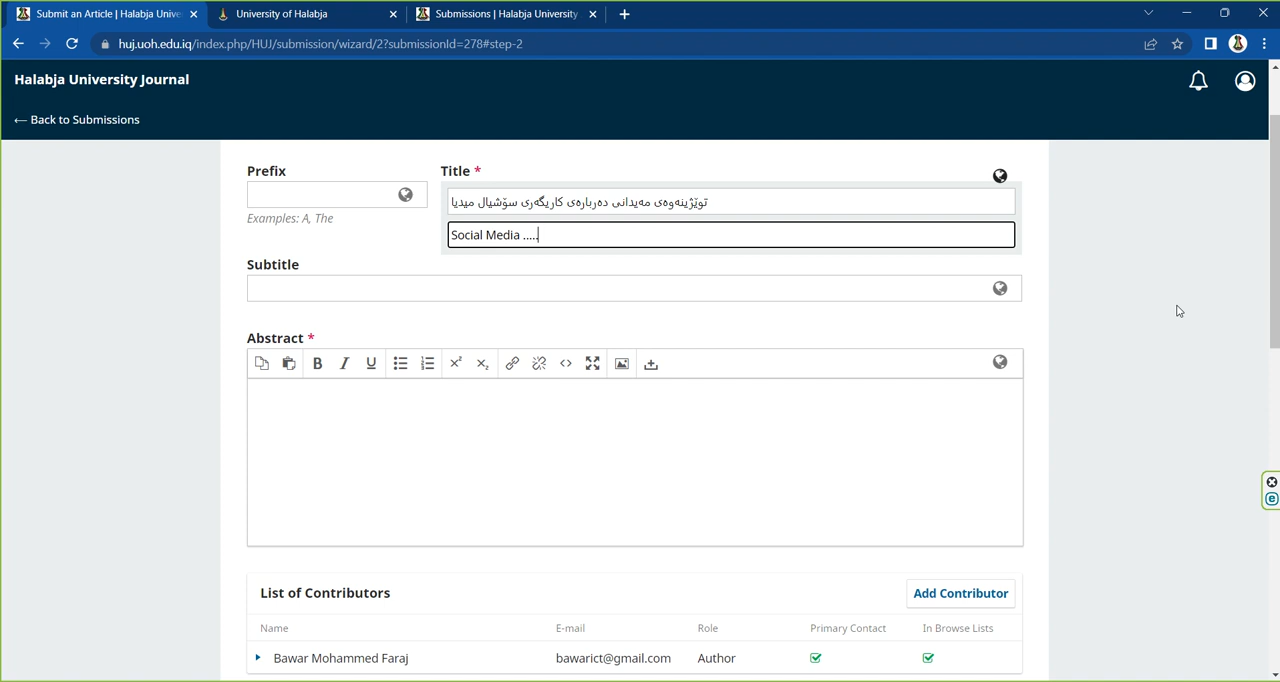 Submit an Article | Halabja Unive
University of Halabja
Submissions | Halabja University
huj.uoh.edu.iq/index.php/HUJ/submission/wizard/2?submissionId=278#step-2
Halabja University Journal
← Back to Submissions
Prefix
Title *
توێژینەوەی مەیدانی دەربارەی کاریگەری سۆشیال میدیا
Examples: A, The
Social Media .....
Subtitle
Abstract *
List of Contributors
Add Contributor
Name E-mail Role Primary Contact In Browse Lists
Bawar Mohammed Faraj bawarict@gmail.com Author